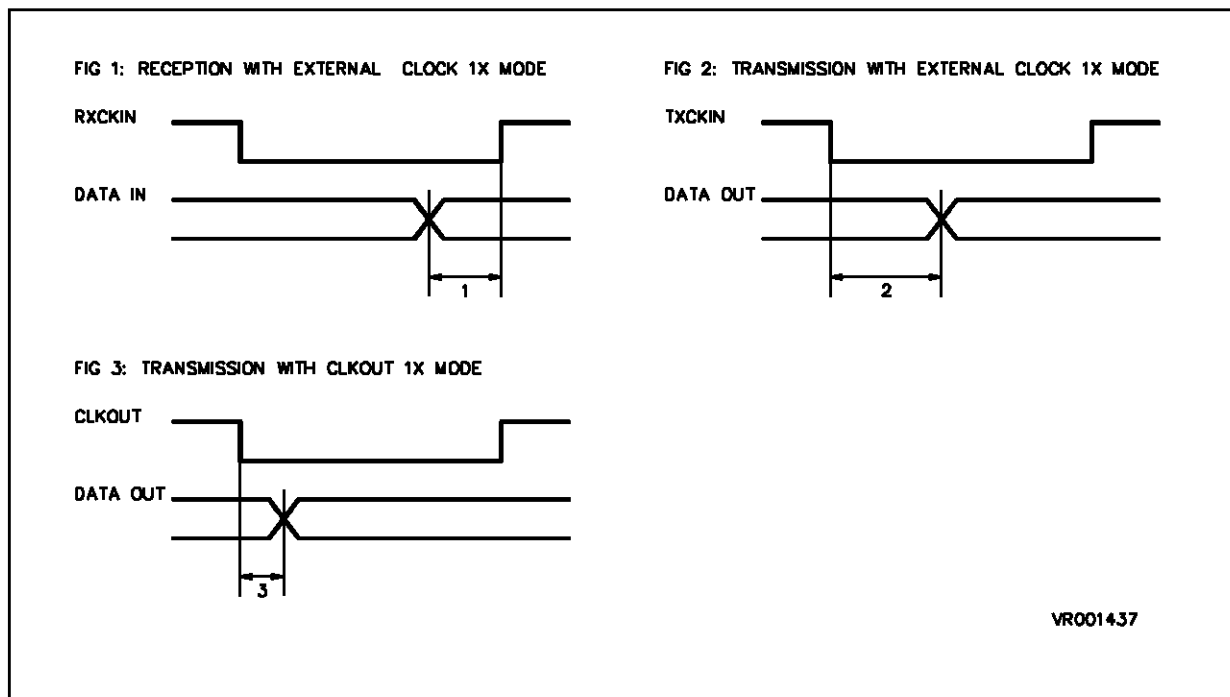 FIG 1: RECEPTION WITH EXTERNAL CLOCK 1X MODE
RXCKIN
DATA IN
1
FIG 2: TRANSMISSION WITH EXTERNAL CLOCK 1X MODE
TXCKIN
DATA OUT
2
FIG 3: TRANSMISSION WITH CLKOUT 1X MODE
CLKOUT
DATA OUT
3
VR001437